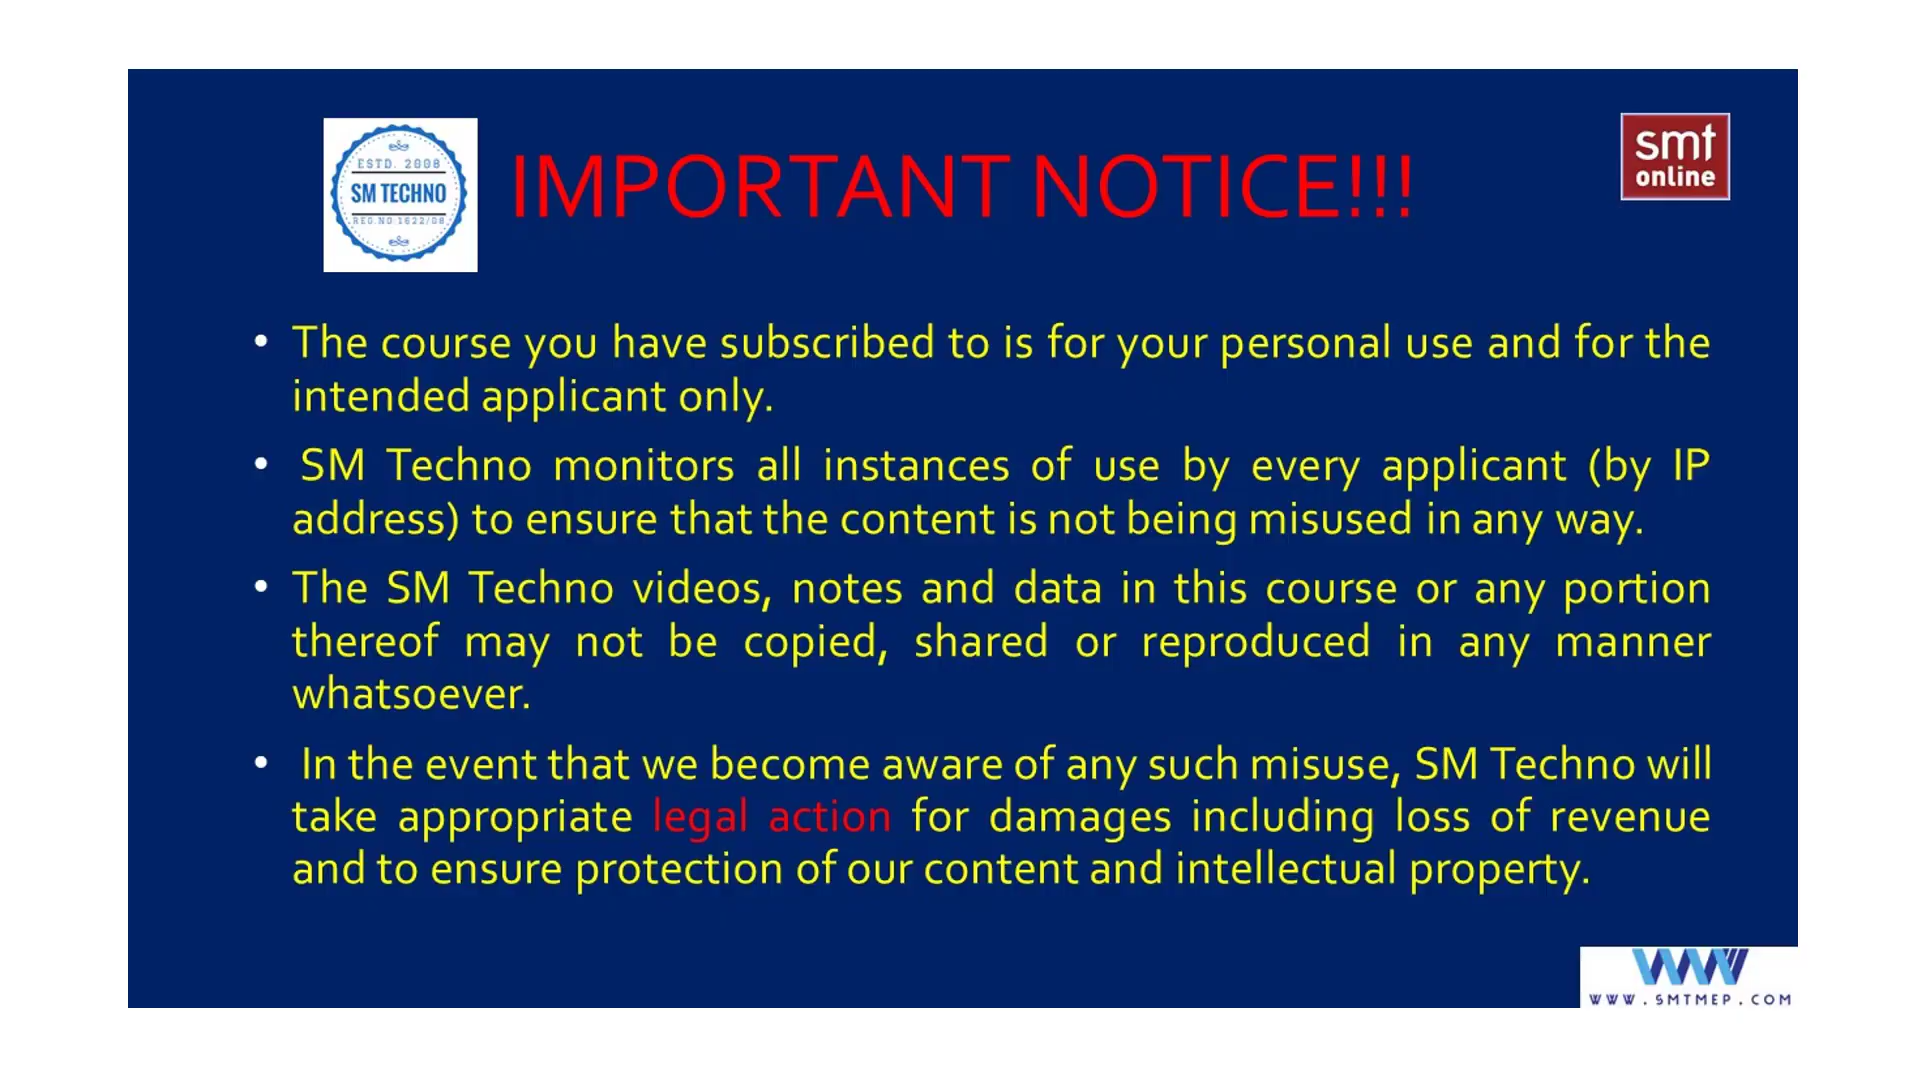 ESTD. 2008
SM TECHNO
REG.NO 1622/08
IMPORTANT NOTICE!!!
smt
online
• The course you have subscribed to is for your personal use and for the
intended applicant only.
• SM Techno monitors all instances of use by every applicant (by IP
address) to ensure that the content is not being misused in any way.
• The SM Techno videos, notes and data in this course or any portion
thereof may not be copied, shared or reproduced in any manner
whatsoever.
• In the event that we become aware of any such misuse, SM Techno will
take appropriate legal action for damages including loss of revenue
and to ensure protection of our content and intellectual property.
WWW.SMTMEP.COM